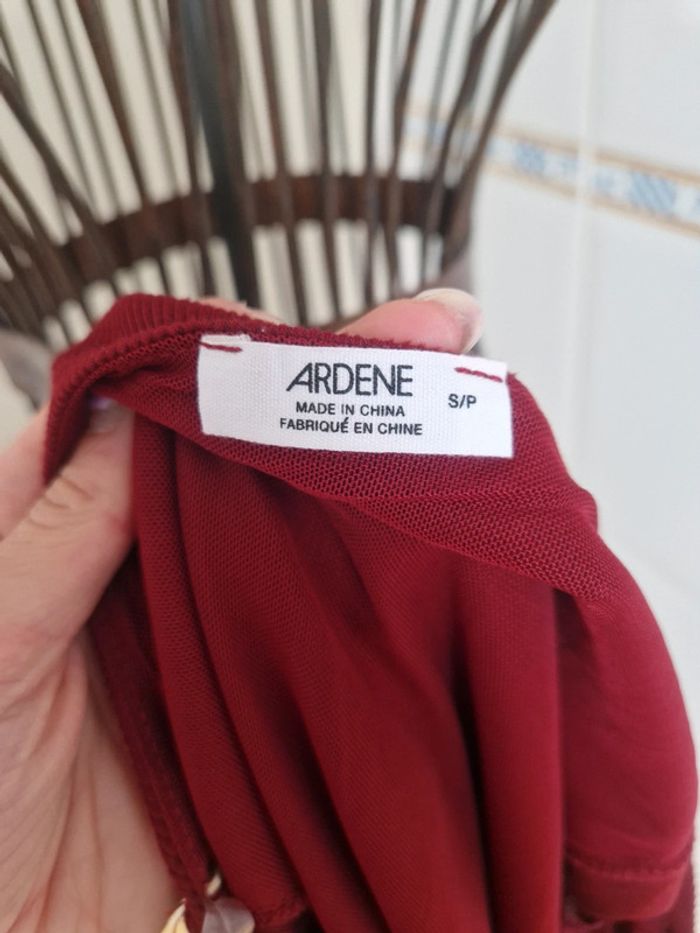 ARDENE
S/P
MADE IN CHINA
FABRIQUÉ EN CHINE